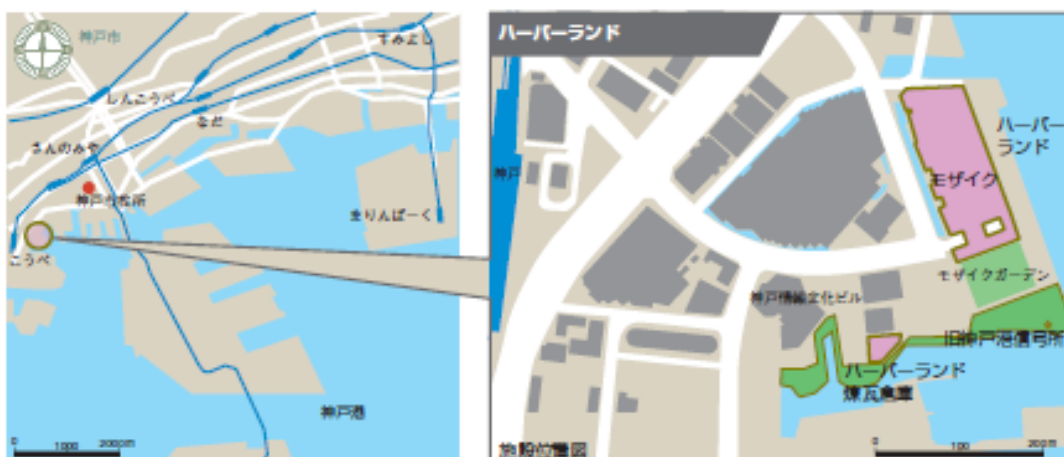 神戸市
すみよし
しんこうべ
なだ
さんのみや
神戸市役所
まりんぱーく
こうべ
神戸港
0 1000 2000m
ハーバーランド
神戸
ハーバー
ランド
モザイク
モザイクガーデン
神戸情報文化ビル
旧神戸港信号所
ハーバーランド
煉瓦倉庫
施設位置図
0 100 200m